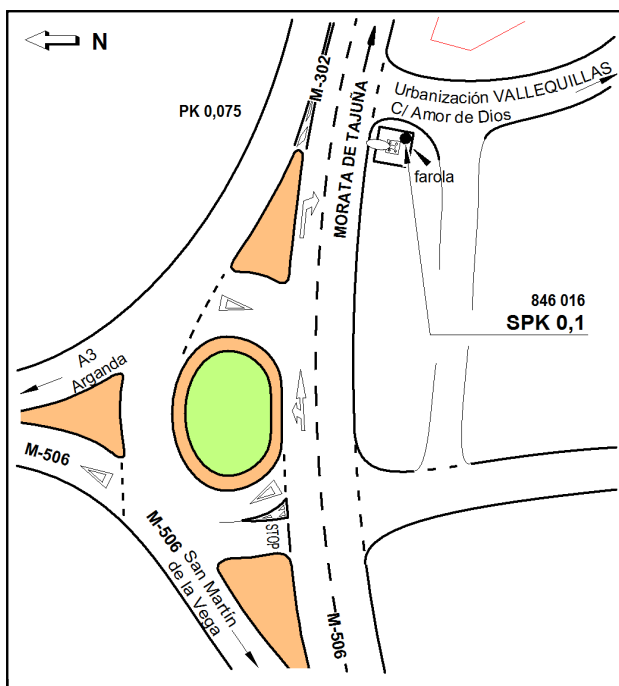 N
M-302
PK 0,075
MORATA DE TAJUÑA
Urbanización VALLEQUILLAS
C/ Amor de Dios
farola
846 016
SPK 0,1
A3
Arganda
M-506
M-506 San Martín
de la Vega
STOP
M-506